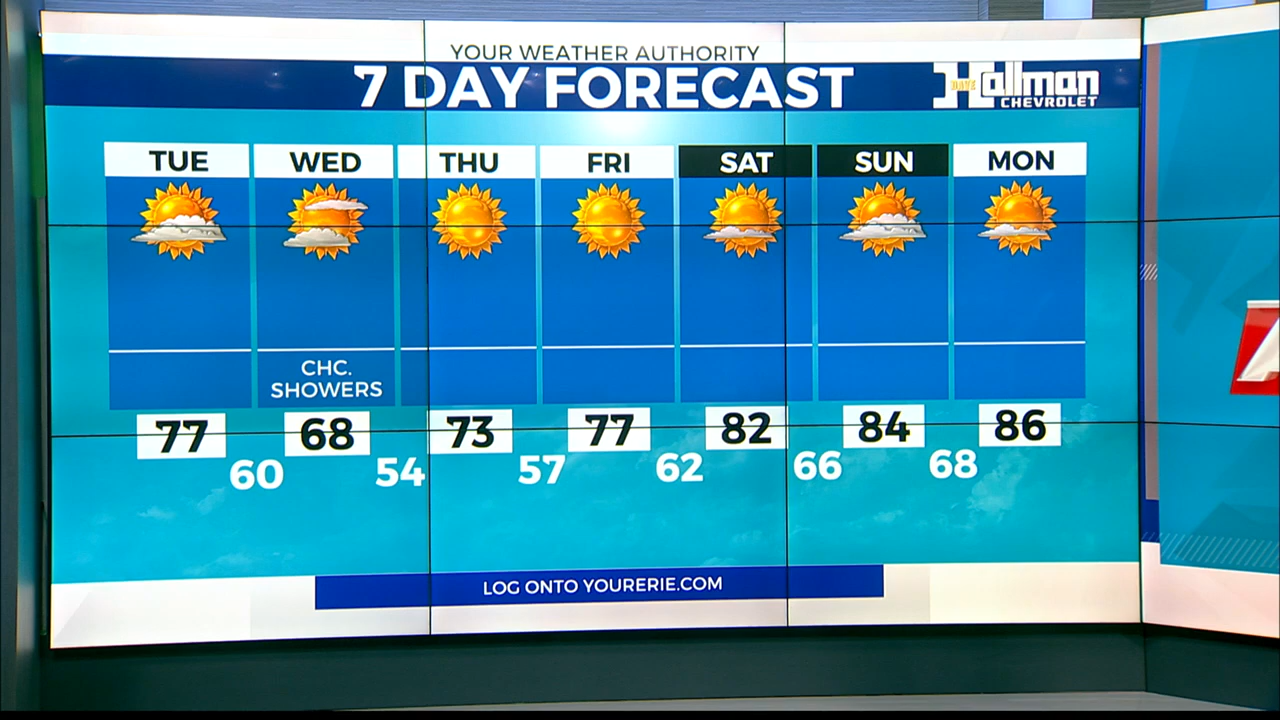 YOUR WEATHER AUTHORITY
7 DAY FORECAST
DAVE Hallman
CHEVROLET
TUE WED THU FRI SAT SUN MON
CHC.
SHOWERS
77 68 73 77 82 84 86
60 54 57 62 66 68
LOG ONTO YOURERIE.COM